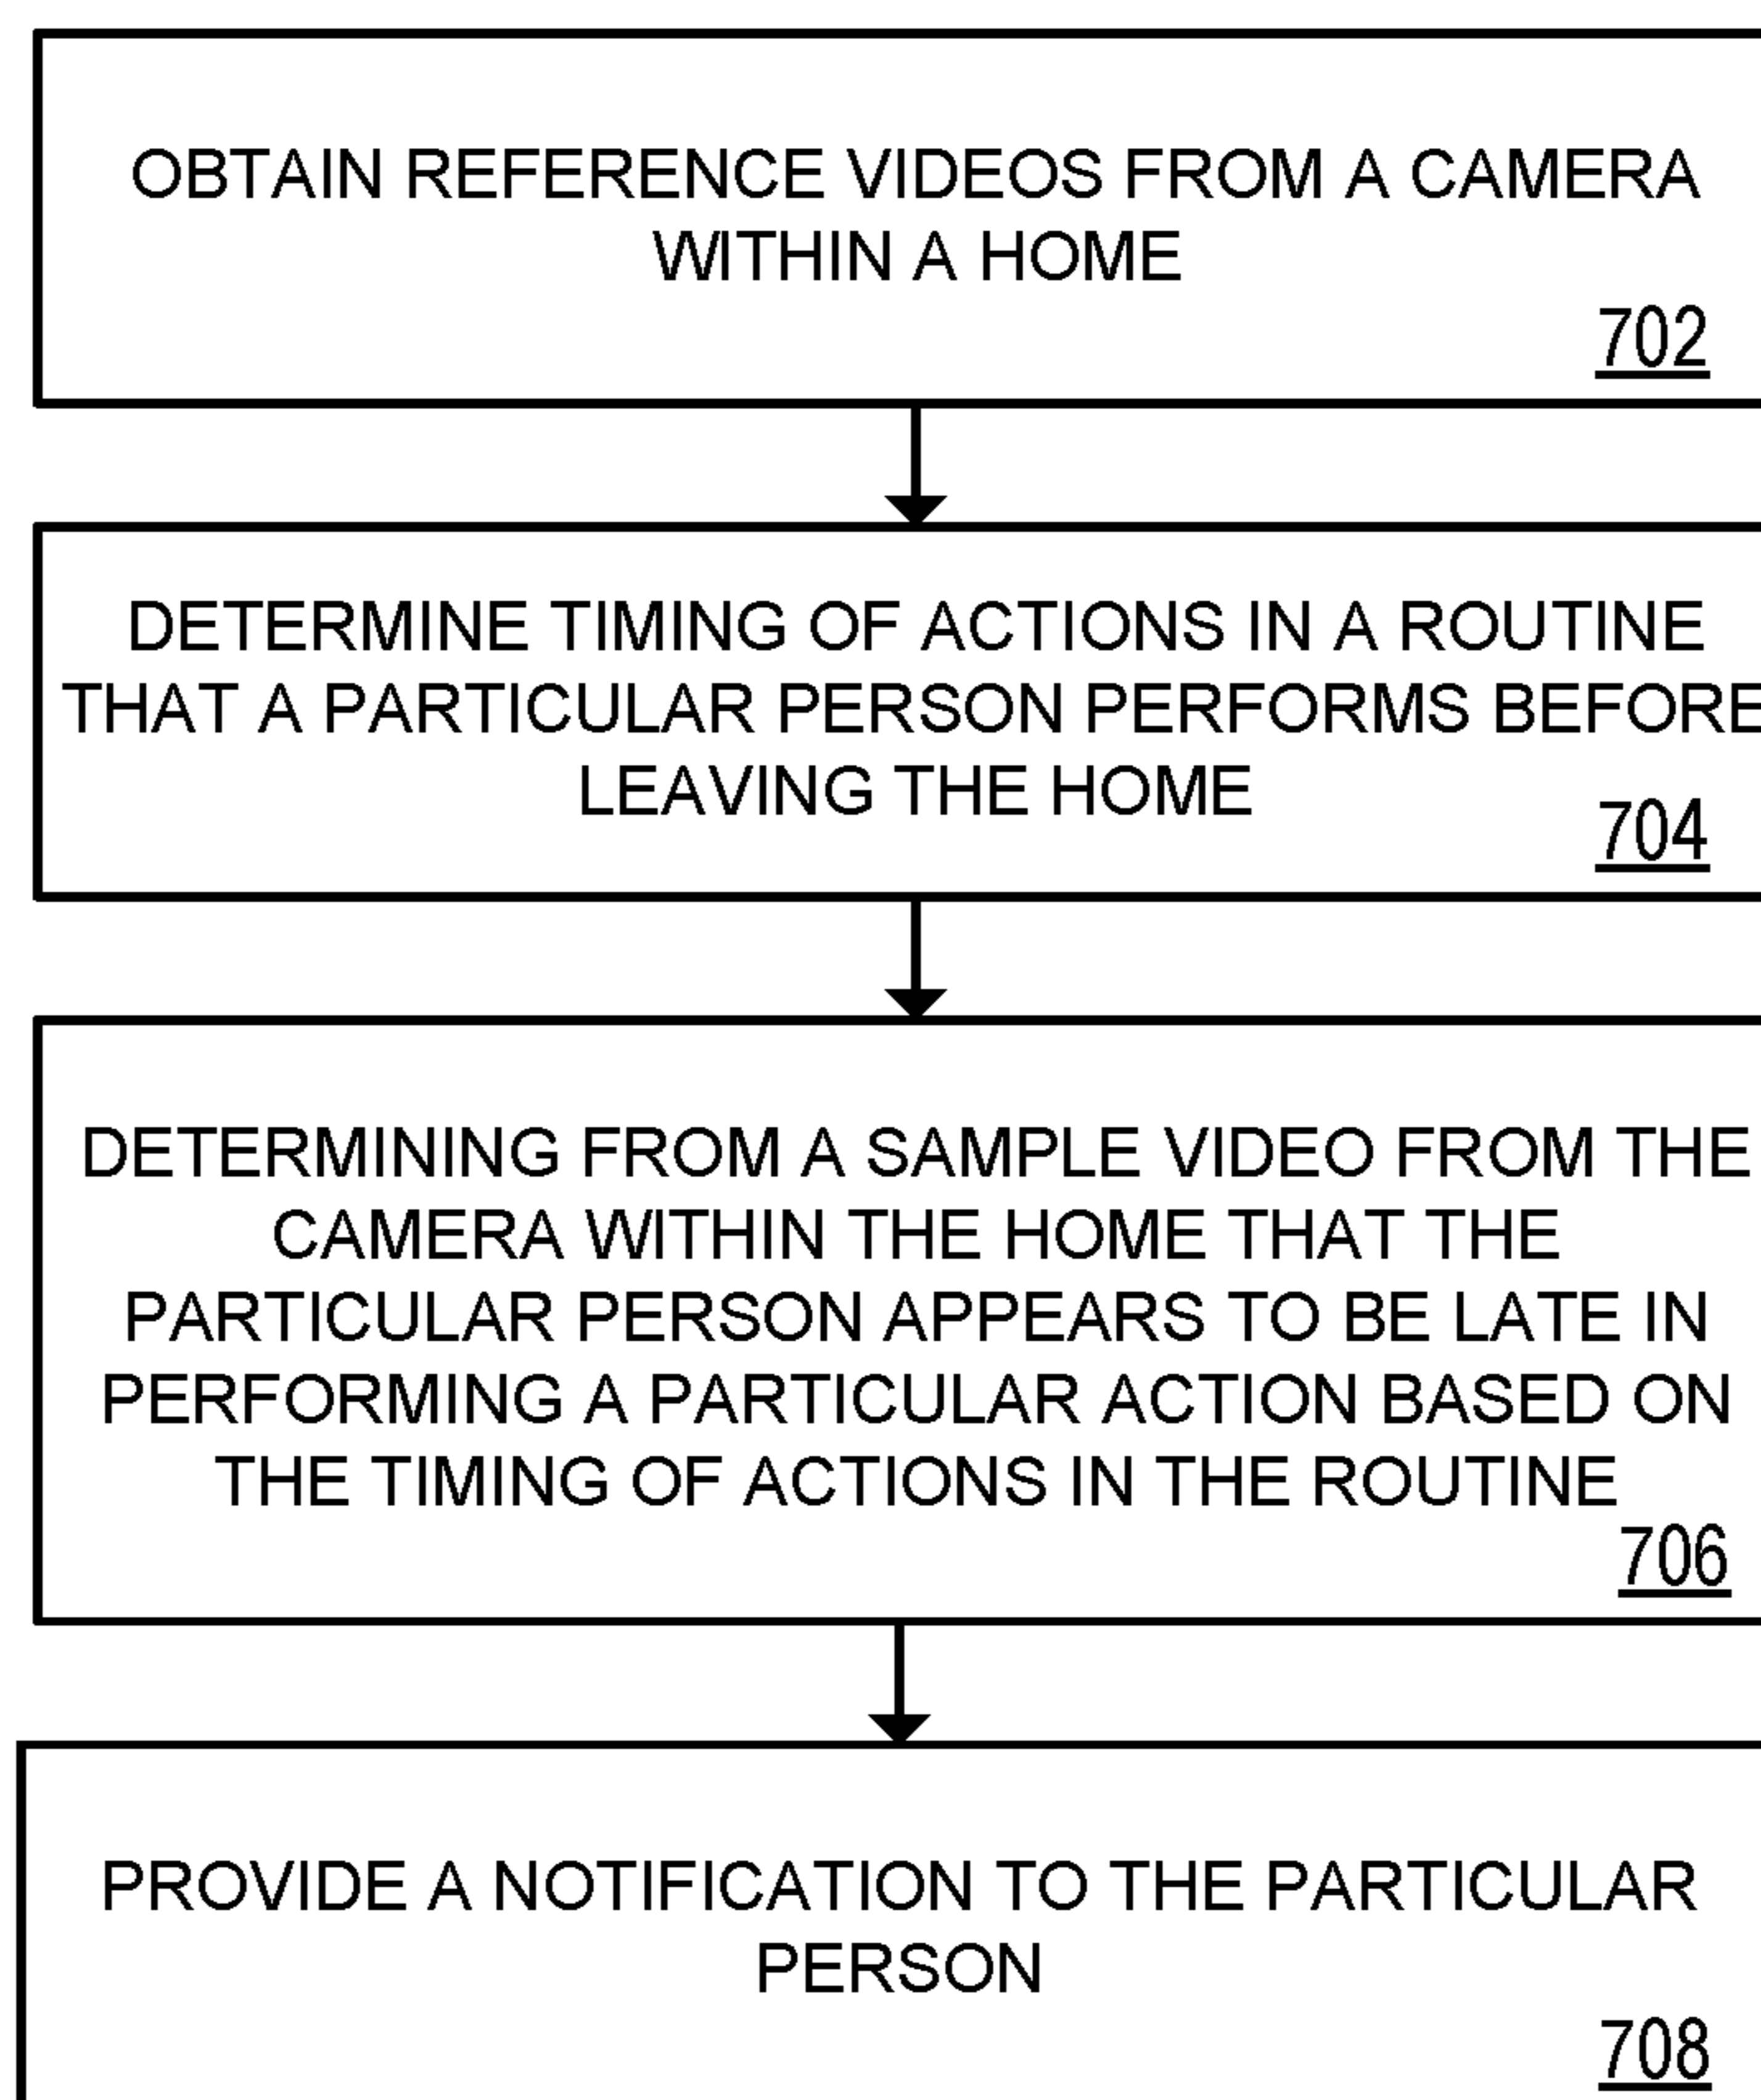 OBTAIN REFERENCE VIDEOS FROM A CAMERA
WITHIN A HOME
702
DETERMINE TIMING OF ACTIONS IN A ROUTINE
THAT A PARTICULAR PERSON PERFORMS BEFORE
LEAVING THE HOME
704
DETERMINING FROM A SAMPLE VIDEO FROM THE
CAMERA WITHIN THE HOME THAT THE
PARTICULAR PERSON APPEARS TO BE LATE IN
PERFORMING A PARTICULAR ACTION BASED ON
THE TIMING OF ACTIONS IN THE ROUTINE
706
PROVIDE A NOTIFICATION TO THE PARTICULAR
PERSON
708